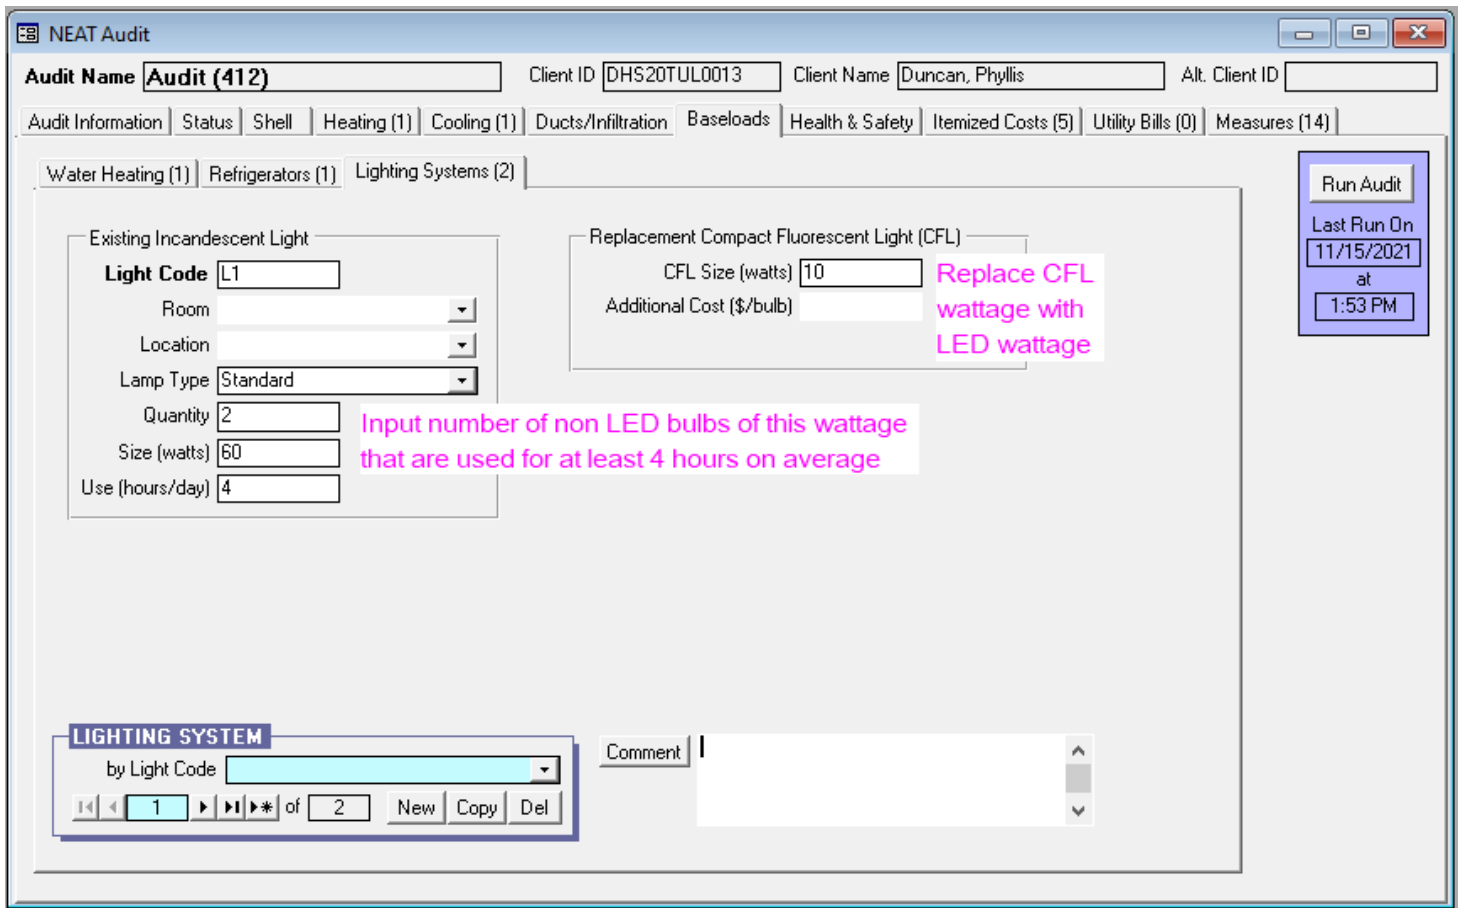 NEAT Audit
Audit Name Audit (412) Client ID DHS20TUL0013 Client Name Duncan, Phyllis Alt. Client ID
Audit Information Status Shell Heating (1) Cooling (1) Ducts/Infiltration Baseloads Health & Safety Itemized Costs (5) Utility Bills (0) Measures (14)
Water Heating (1) Refrigerators (1) Lighting Systems (2)
Run Audit
Last Run On
11/15/2021
at
1:53 PM
Existing Incandescent Light
Light Code L1
Room
Location
Lamp Type Standard
Quantity 2
Size (watts) 60
Use (hours/day) 4
Input number of non LED bulbs of this wattage
that are used for at least 4 hours on average
Replacement Compact Fluorescent Light (CFL)
CFL Size (watts) 10
Additional Cost ($/bulb)
Replace CFL
wattage with
LED wattage
LIGHTING SYSTEM
by Light Code
1 of 2 New Copy Del
Comment